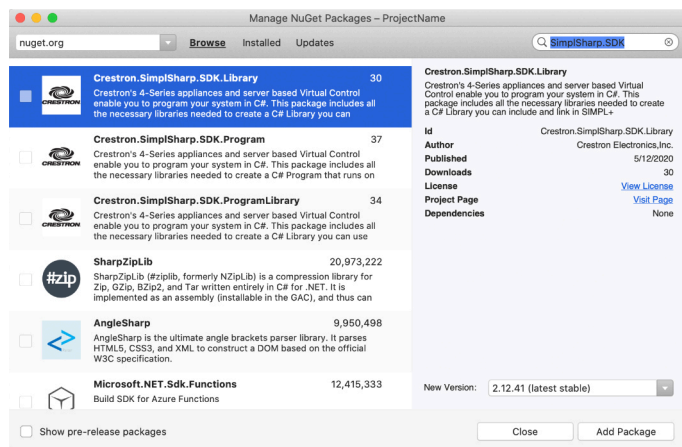 Manage NuGet Packages – ProjectName
nuget.org
Browse
Installed
Updates
SimplSharp.SDK
Crestron.SimplSharp.SDK.Library 30
Crestron's 4-Series appliances and server based Virtual Control
enable you to program your system in C#. This package includes all
the necessary libraries needed to create a C# Library you can
CRESTRON
Crestron.SimplSharp.SDK.Program 37
Crestron's 4-Series appliances and server based Virtual Control
enable you to program your system in C#. This package includes all
the necessary libraries needed to create a C# Program that runs on
CRESTRON
Crestron.SimplSharp.SDK.ProgramLibrary 34
Crestron's 4-Series appliances and server based Virtual Control
enable you to program your system in C#. This package includes all
the necessary libraries needed to create a C# Library you can use
CRESTRON
SharpZipLib 20,973,222
#zip
SharpZipLib (#ziplib, formerly NZipLib) is a compression library for
Zip, GZip, BZip2, and Tar written entirely in C# for .NET. It is
implemented as an assembly (installable in the GAC), and thus can
AngleSharp 9,950,498
AngleSharp is the ultimate angle brackets parser library. It parses
HTML5, CSS3, and XML to construct a DOM based on the official
W3C specification.
Microsoft.NET.Sdk.Functions 12,415,333
Build SDK for Azure Functions
Crestron.SimplSharp.SDK.Library
Crestron's 4-Series appliances and server based Virtual
Control enable you to program your system in C#. This
package includes all the necessary libraries needed to create
a C# Library you can include and link in SIMPL+
Id Crestron.SimplSharp.SDK.Library
Author Crestron Electronics,Inc.
Published 5/12/2020
Downloads 30
License View License
Project Page Visit Page
Dependencies None
New Version: 2.12.41 (latest stable)
Show pre-release packages
Close
Add Package